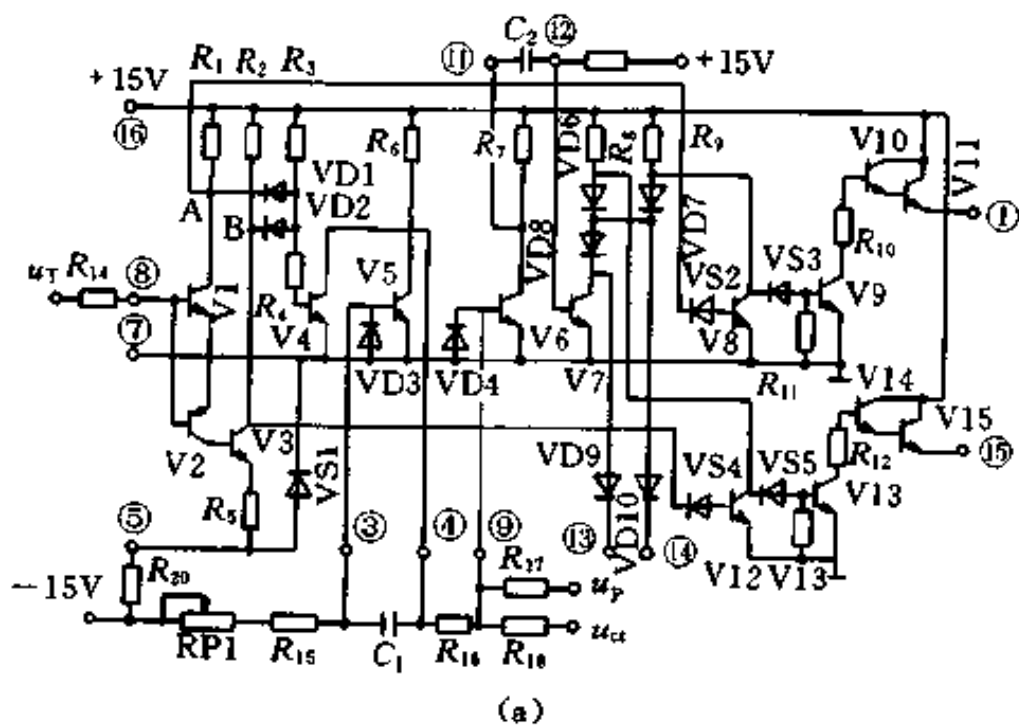 C₂ ⑫
⑪ +15V
R₁ R₂ R₃
+15V
⑯ R₆ R₇ VD6 R₈ R₉ V10 V11
VD1
A VD2 ①
B VD8 VD7 R₁₀
V5 VS2 VS3
u_T R₁₄ ⑧ V1 V9
R₄ V4 V6 V8
⑦ VD3 VD4 V7 R₁₁ V14
V15
V2 V3 VS1 VD9 VS4 VS5 R₁₂ ⑮
V13
⑤ R₅ ③ ④ ⑨ ⑬ VD10 ⑭
V12 V13
−15V R₂₀ R₁₇ u_p
RP1 R₁₅ C₁ R₁₆ R₁₈
(a)